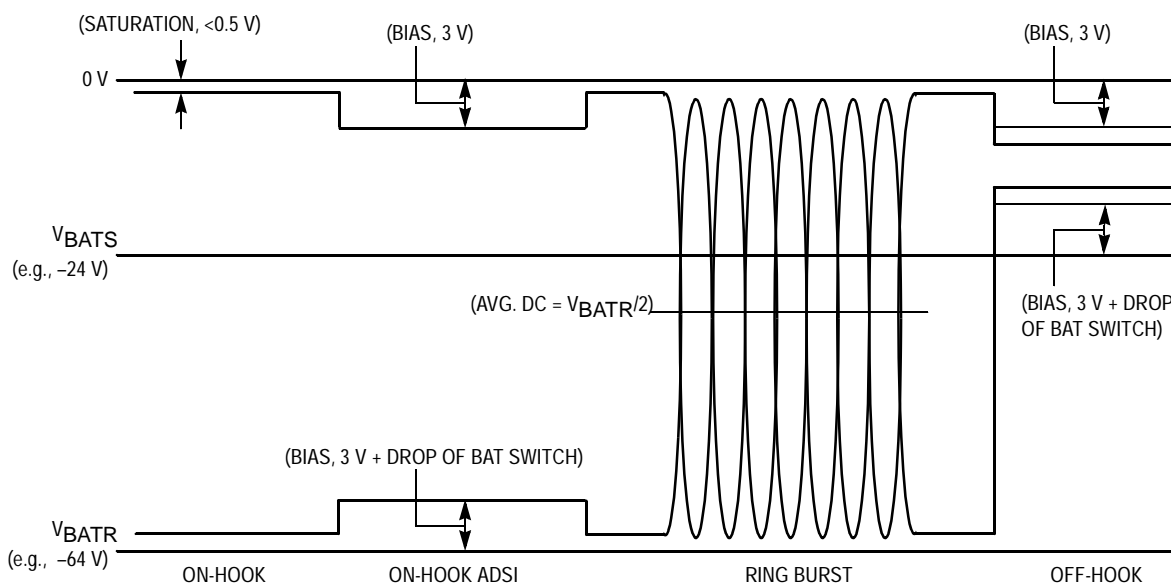 (SATURATION, <0.5 V)
(BIAS, 3 V)
(BIAS, 3 V)
0 V
VBATS
(e.g., –24 V)
(AVG. DC = VBATR/2)
(BIAS, 3 V + DROP
OF BAT SWITCH)
(BIAS, 3 V + DROP OF BAT SWITCH)
VBATR
(e.g., –64 V)
ON-HOOK
ON-HOOK ADSI
RING BURST
OFF-HOOK